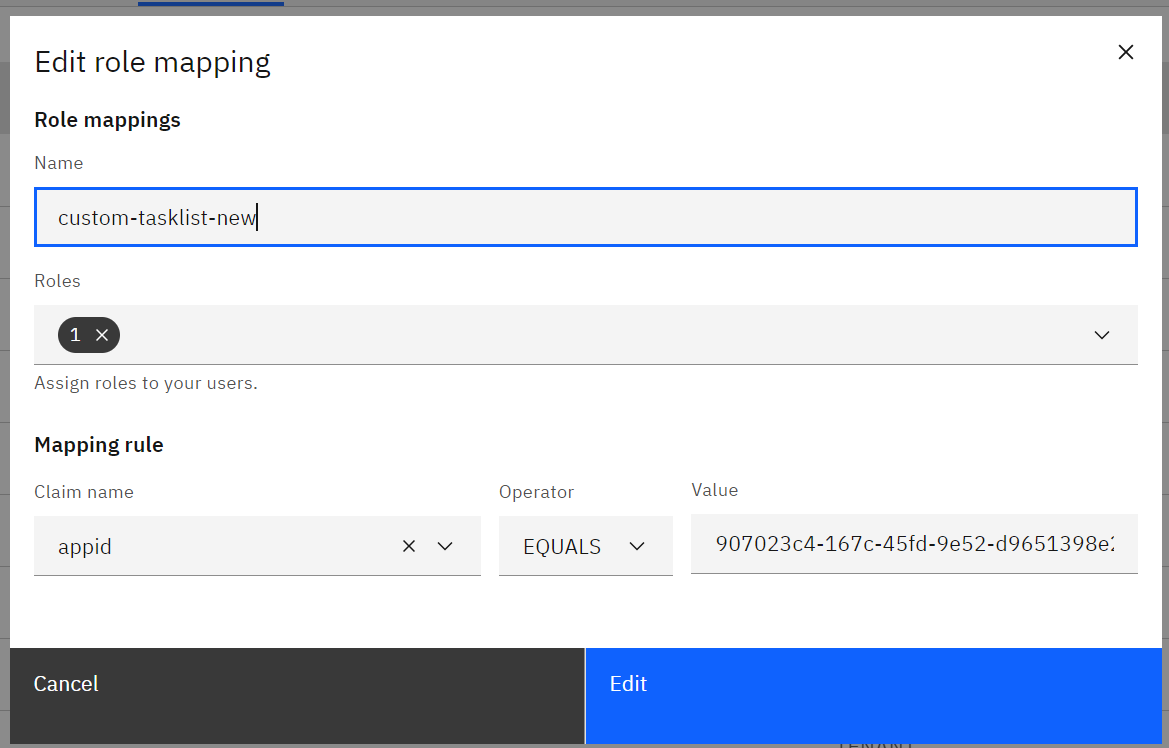 Edit role mapping
Role mappings
Name
custom-tasklist-new
Roles
1
Assign roles to your users.
Mapping rule
Claim name
Operator
Value
appid
EQUALS
907023c4-167c-45fd-9e52-d9651398e
Cancel
Edit
TENANT